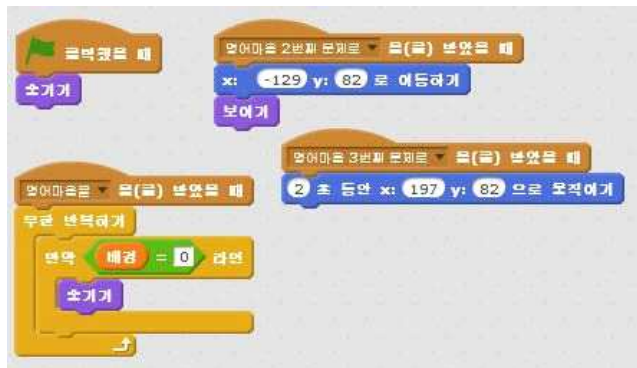 클릭했을 때
숨기기
영어마을 2번째 문제로 을(를) 받았을 때
x: -129 y: 82 로 이동하기
보이기
영어마을 3번째 문제로 을(를) 받았을 때
2 초 동안 x: 197 y: 82 으로 움직이기
영어마을끝 을(를) 받았을 때
무한 반복하기
만약 배경 = 0 라면
숨기기